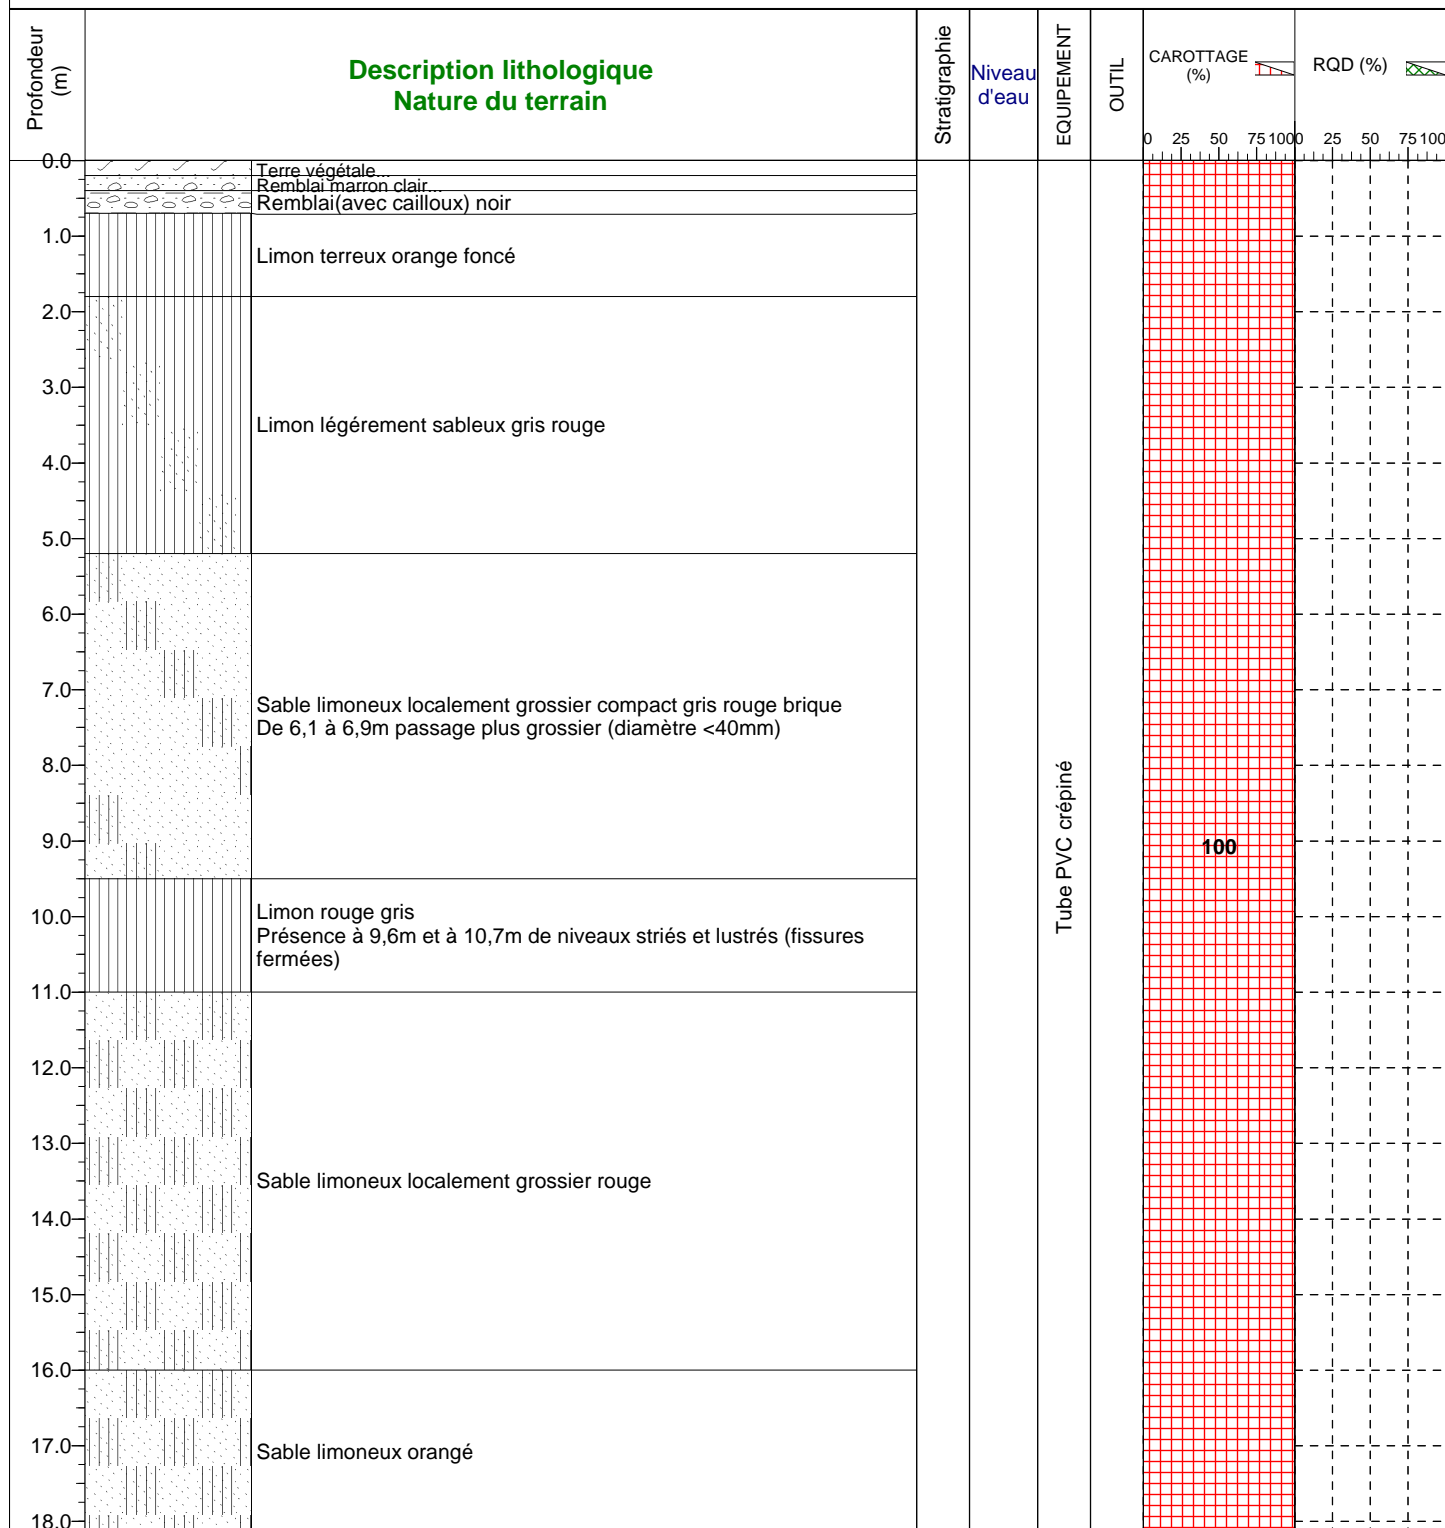 Profondeur
(m)
Description lithologique
Nature du terrain
Stratigraphie
Niveau
d'eau
EQUIPEMENT
OUTIL
CAROTTAGE
(%)
RQD (%)
0 25 50 75 100
0 25 50 75 100
0.0
Terre végétale...
Remblai marron clair...
Remblai(avec cailloux) noir
1.0
Limon terreux orange foncé
2.0
3.0
Limon légérement sableux gris rouge
4.0
5.0
6.0
7.0
Sable limoneux localement grossier compact gris rouge brique
De 6,1 à 6,9m passage plus grossier (diamètre <40mm)
8.0
9.0
Tube PVC crépiné
100
10.0
Limon rouge gris
Présence à 9,6m et à 10,7m de niveaux striés et lustrés (fissures
fermées)
11.0
12.0
13.0
Sable limoneux localement grossier rouge
14.0
15.0
16.0
17.0
Sable limoneux orangé
18.0